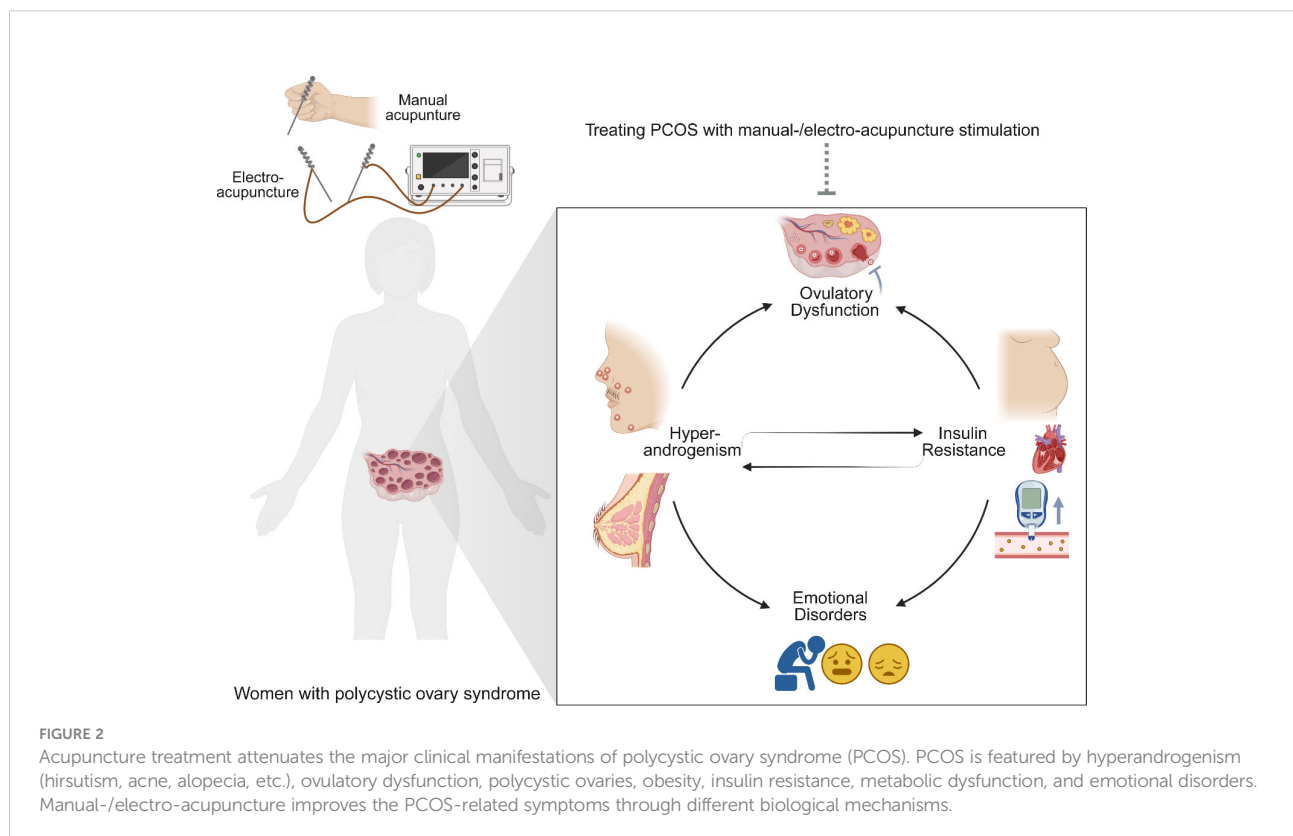 Manual
acupunture
Electro-
acupuncture
Treating PCOS with manual-/electro-acupuncture stimulation
Ovulatory
Dysfunction
Hyper-
androgenism
Insulin
Resistance
Emotional
Disorders
Women with polycystic ovary syndrome
FIGURE 2
Acupuncture treatment attenuates the major clinical manifestations of polycystic ovary syndrome (PCOS). PCOS is featured by hyperandrogenism
(hirsutism, acne, alopecia, etc.), ovulatory dysfunction, polycystic ovaries, obesity, insulin resistance, metabolic dysfunction, and emotional disorders.
Manual-/electro-acupuncture improves the PCOS-related symptoms through different biological mechanisms.